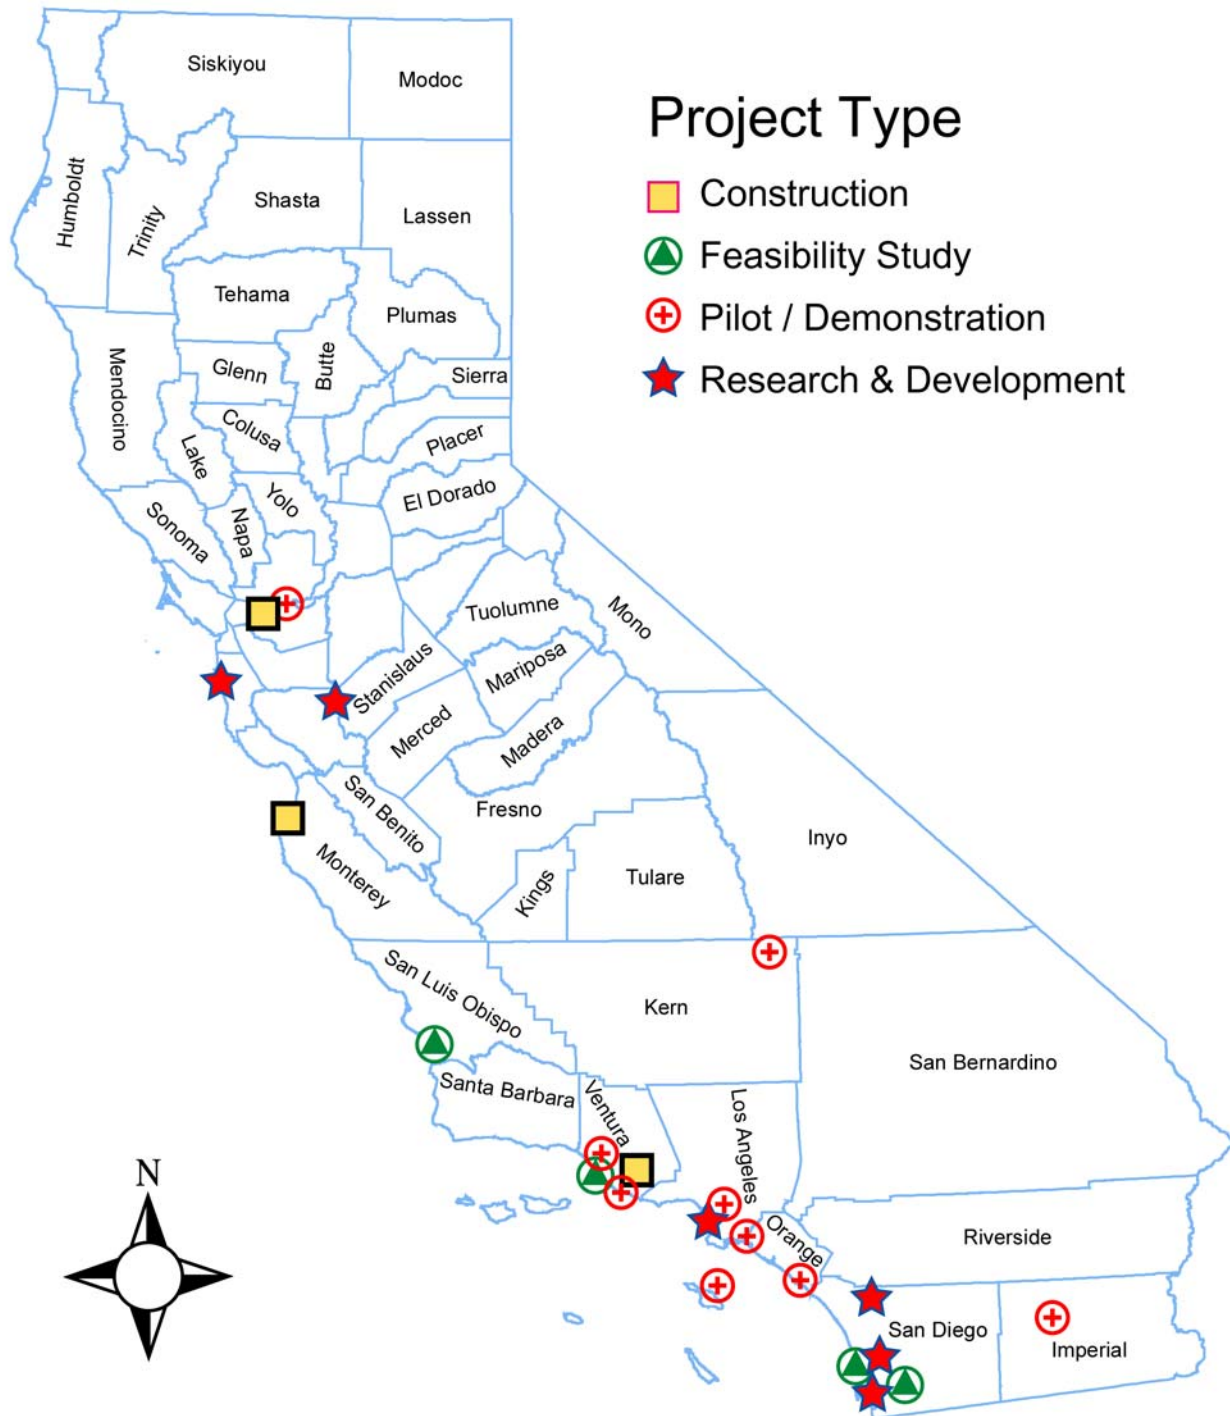 Project Type
Construction
Feasibility Study
Pilot / Demonstration
Research & Development
Siskiyou
Modoc
Humboldt
Trinity
Shasta
Lassen
Tehama
Plumas
Mendocino
Glenn
Butte
Sierra
Colusa
Lake
Placer
Yolo
El Dorado
Sonoma
Napa
Tuolumne
Mono
Stanislaus
Mariposa
Merced
Madera
San Benito
Fresno
Monterey
Kings
Tulare
Inyo
San Luis Obispo
Kern
San Bernardino
Santa Barbara
Ventura
Los Angeles
Orange
Riverside
San Diego
Imperial
N